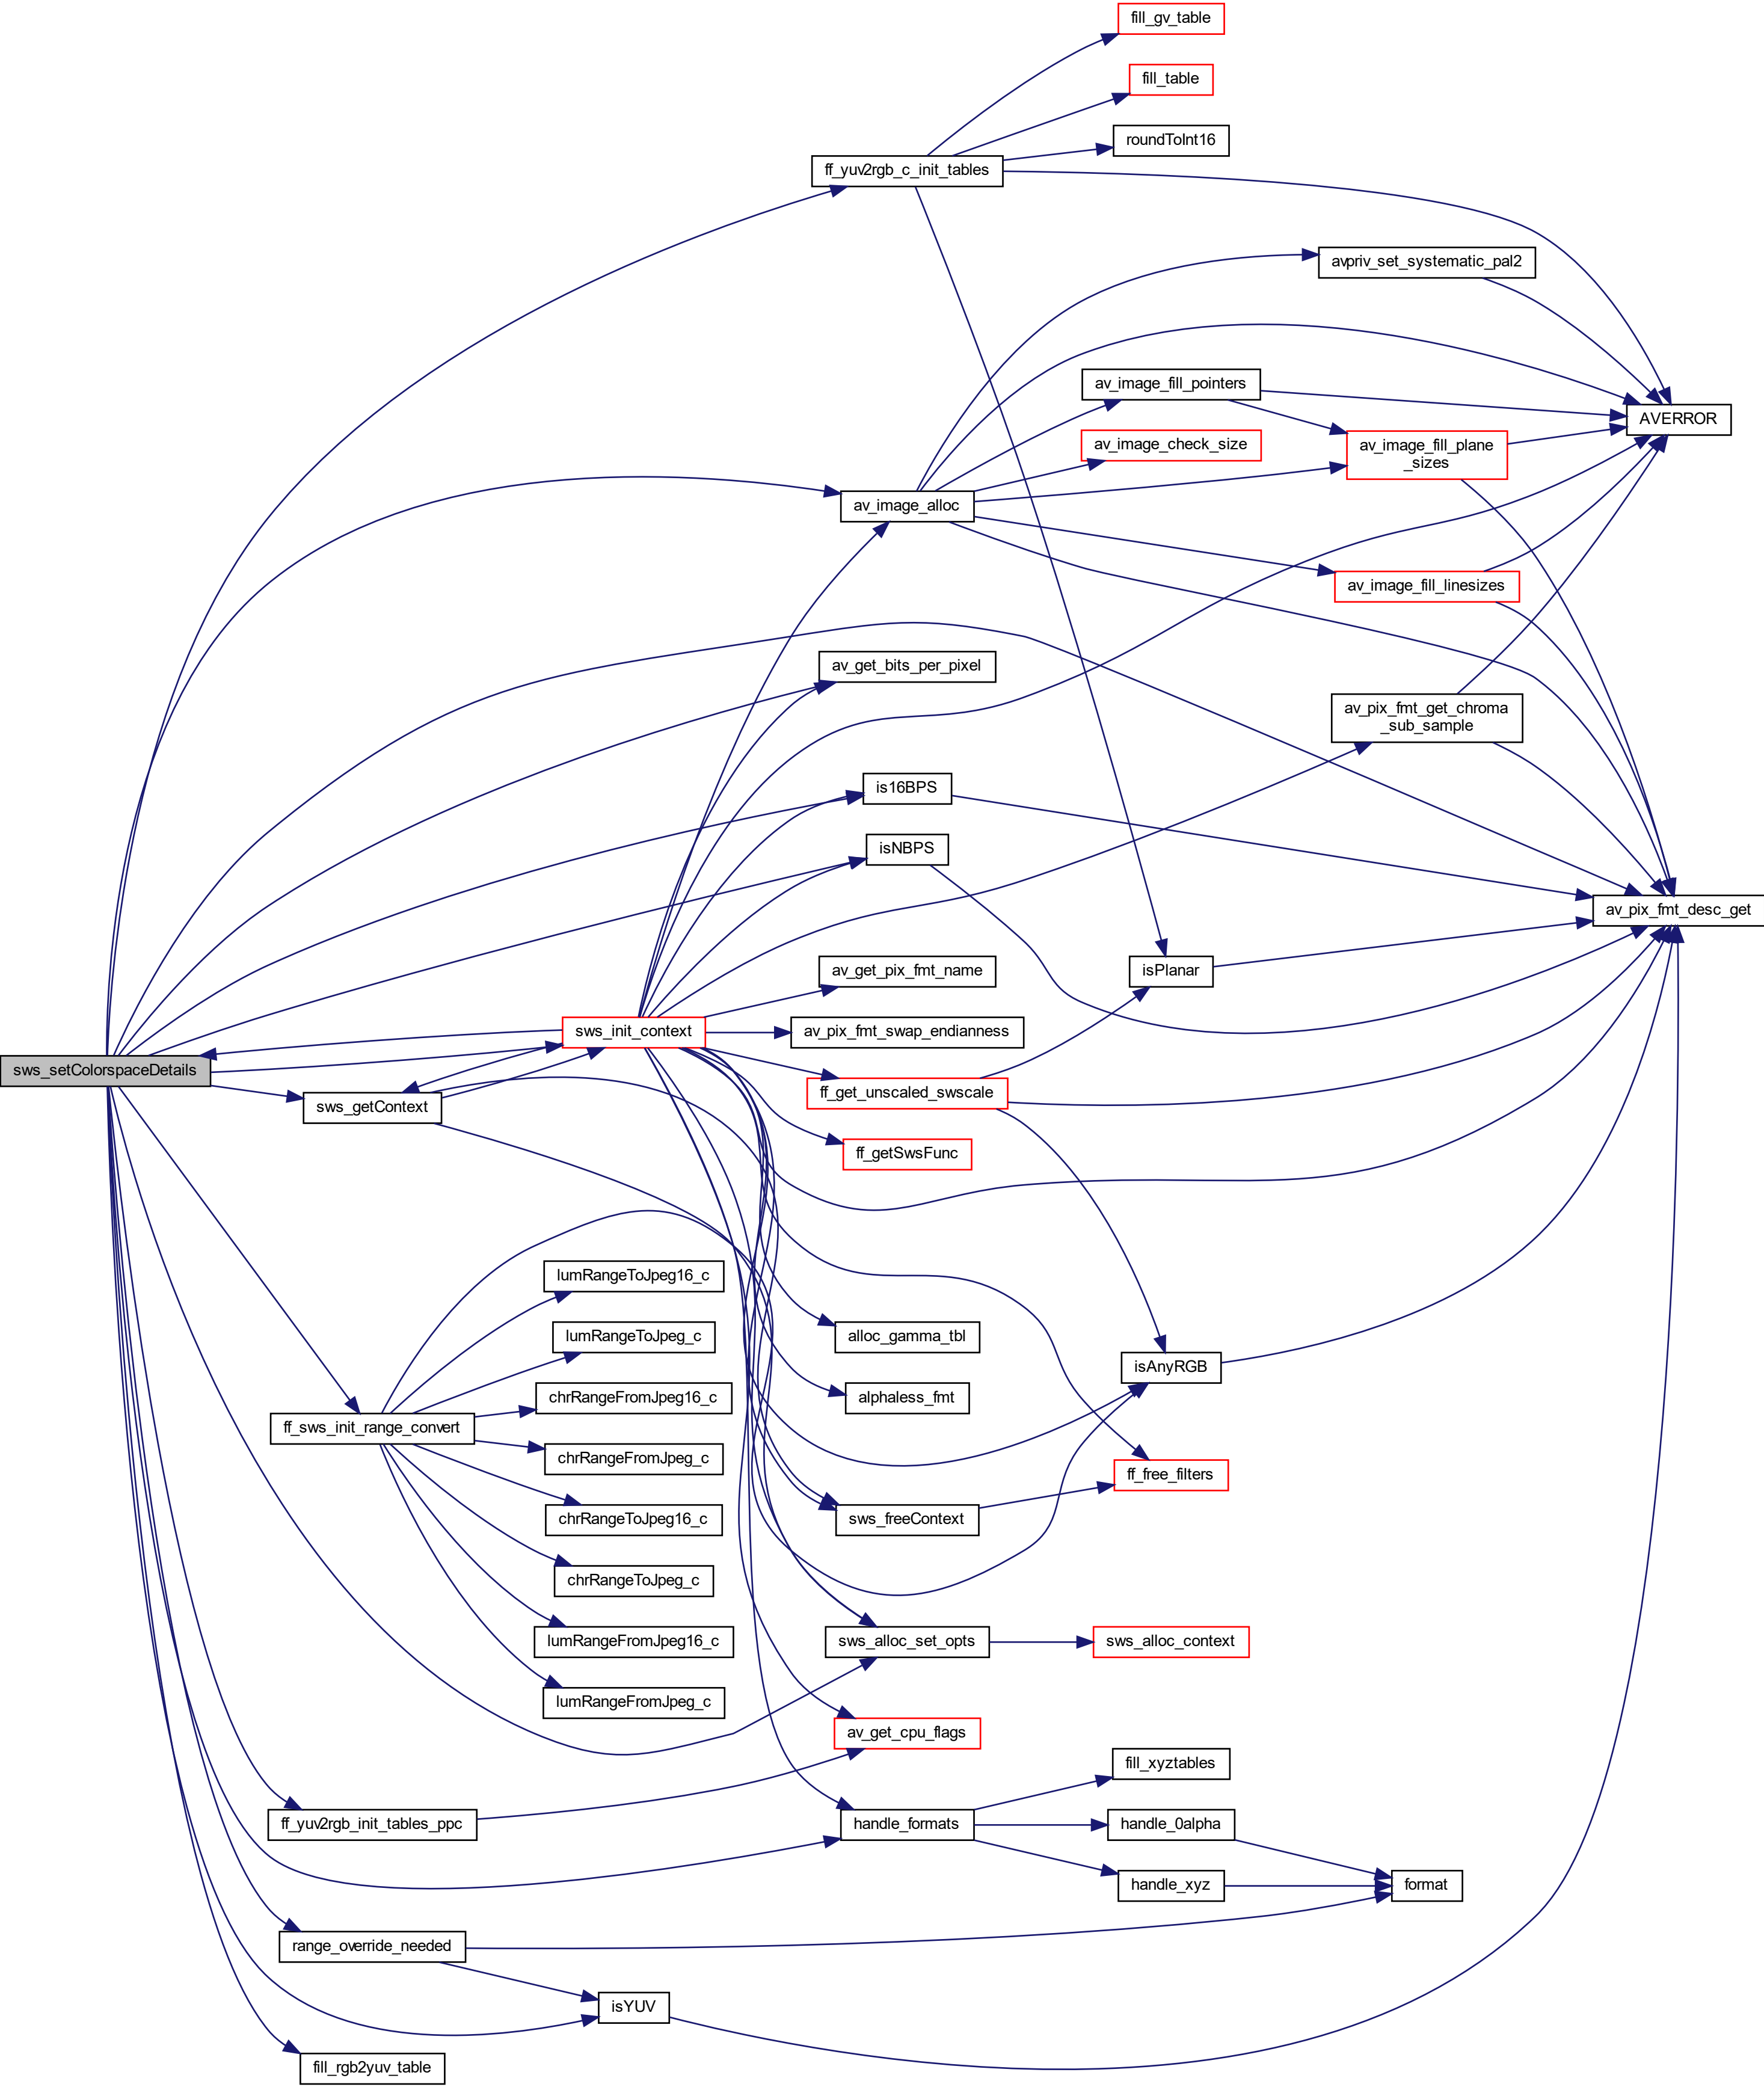 fill_gv_table
fill_table
roundToInt16
ff_yuv2rgb_c_init_tables
avpriv_set_systematic_pal2
av_image_fill_pointers
AVERROR
av_image_check_size
av_image_fill_plane
_sizes
av_image_alloc
av_image_fill_linesizes
av_get_bits_per_pixel
av_pix_fmt_get_chroma
_sub_sample
is16BPS
isNBPS
av_pix_fmt_desc_get
av_get_pix_fmt_name
isPlanar
sws_init_context
av_pix_fmt_swap_endianness
sws_setColorspaceDetails
ff_get_unscaled_swscale
sws_getContext
ff_getSwsFunc
lumRangeToJpeg16_c
lumRangeToJpeg_c
alloc_gamma_tbl
isAnyRGB
chrRangeFromJpeg16_c
alphaless_fmt
ff_sws_init_range_convert
chrRangeFromJpeg_c
ff_free_filters
chrRangeToJpeg16_c
sws_freeContext
chrRangeToJpeg_c
lumRangeFromJpeg16_c
sws_alloc_set_opts
sws_alloc_context
lumRangeFromJpeg_c
av_get_cpu_flags
fill_xyztables
ff_yuv2rgb_init_tables_ppc
handle_formats
handle_0alpha
handle_xyz
format
range_override_needed
isYUV
fill_rgb2yuv_table